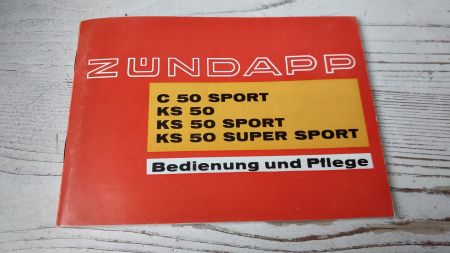 ZÜNDAPP
C 50 SPORT
KS 50
KS 50 SPORT
KS 50 SUPER SPORT
Bedienung und Pflege